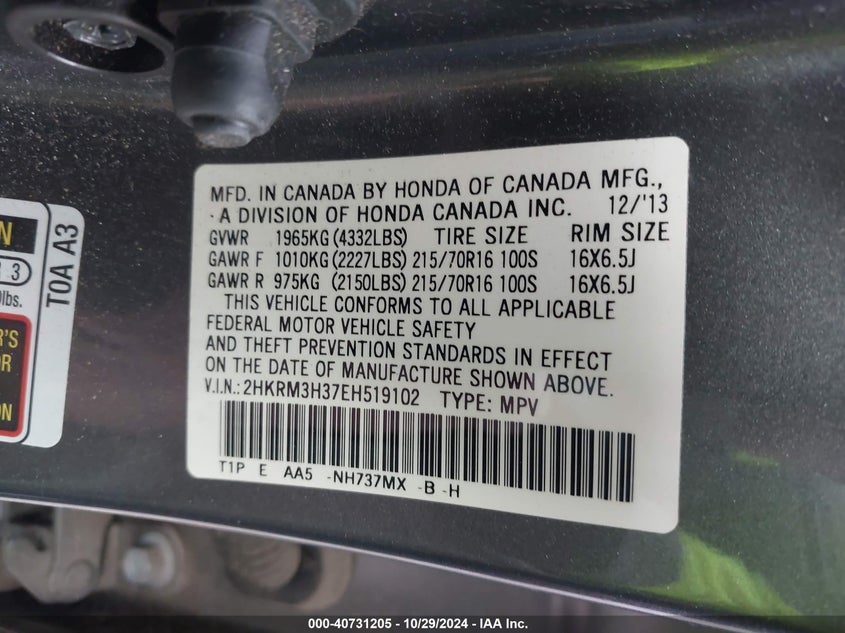 MFD. IN CANADA BY HONDA OF CANADA MFG.,
A DIVISION OF HONDA CANADA INC. 12/'13
GVWR 1965KG (4332LBS) TIRE SIZE RIM SIZE
GAWR F 1010KG (2227LBS) 215/70R16 100S 16X6.5J
GAWR R 975KG (2150LBS) 215/70R16 100S 16X6.5J
THIS VEHICLE CONFORMS TO ALL APPLICABLE
FEDERAL MOTOR VEHICLE SAFETY
AND THEFT PREVENTION STANDARDS IN EFFECT
ON THE DATE OF MANUFACTURE SHOWN ABOVE.
V.I.N.: 2HKRM3H37EH519102 TYPE: MPV
T1P E AA5 -NH737MX -B -H
T0A A3
lbs.
000-40731205 - 10/29/2024 - IAA Inc.